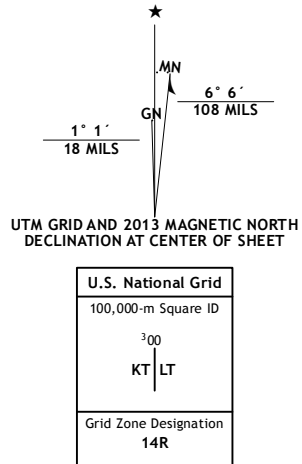 ★
MN
GN
6° 6´
108 MILS
1° 1´
18 MILS
UTM GRID AND 2013 MAGNETIC NORTH
DECLINATION AT CENTER OF SHEET
U.S. National Grid
100,000-m Square ID
³00
KT LT
Grid Zone Designation
14R